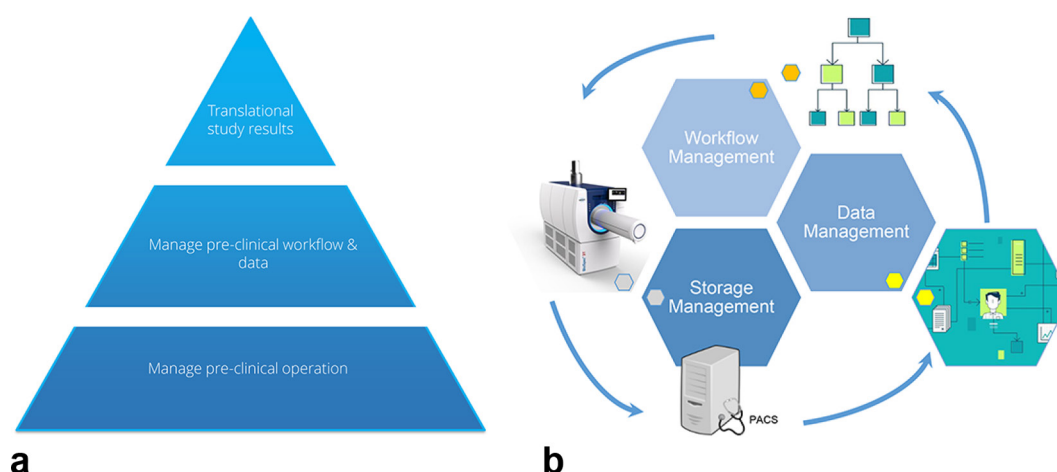 Translational
study results
Manage pre-clinical workflow &
data
Manage pre-clinical operation
a
Workflow
Management
Data
Management
Storage
Management
PACS
b